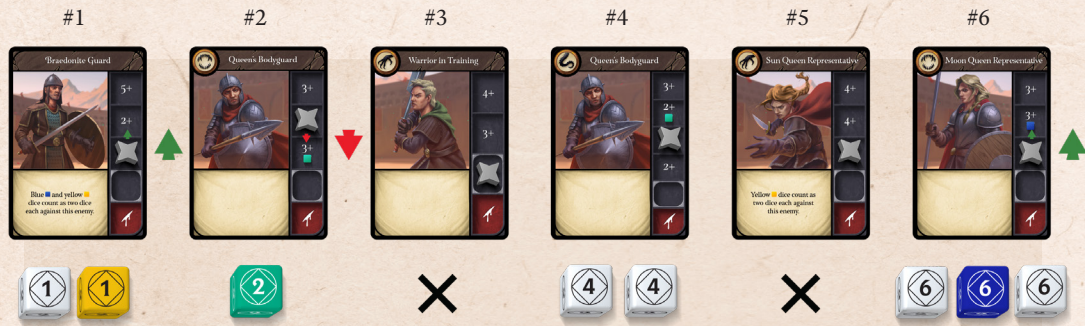 #1
#2
#3
#4
#5
#6
Braedonite Guard
5+
2+
Blue and yellow
dice count as two dice
each against this enemy.
Queen's Bodyguard
3+
3+
Warrior in Training
4+
3+
Queen's Bodyguard
3+
2+
2+
Sun Queen Representative
4+
4+
Yellow dice count as
two dice each against
this enemy.
Moon Queen Representative
3+
3+
1
1
2
4
4
6
6
6